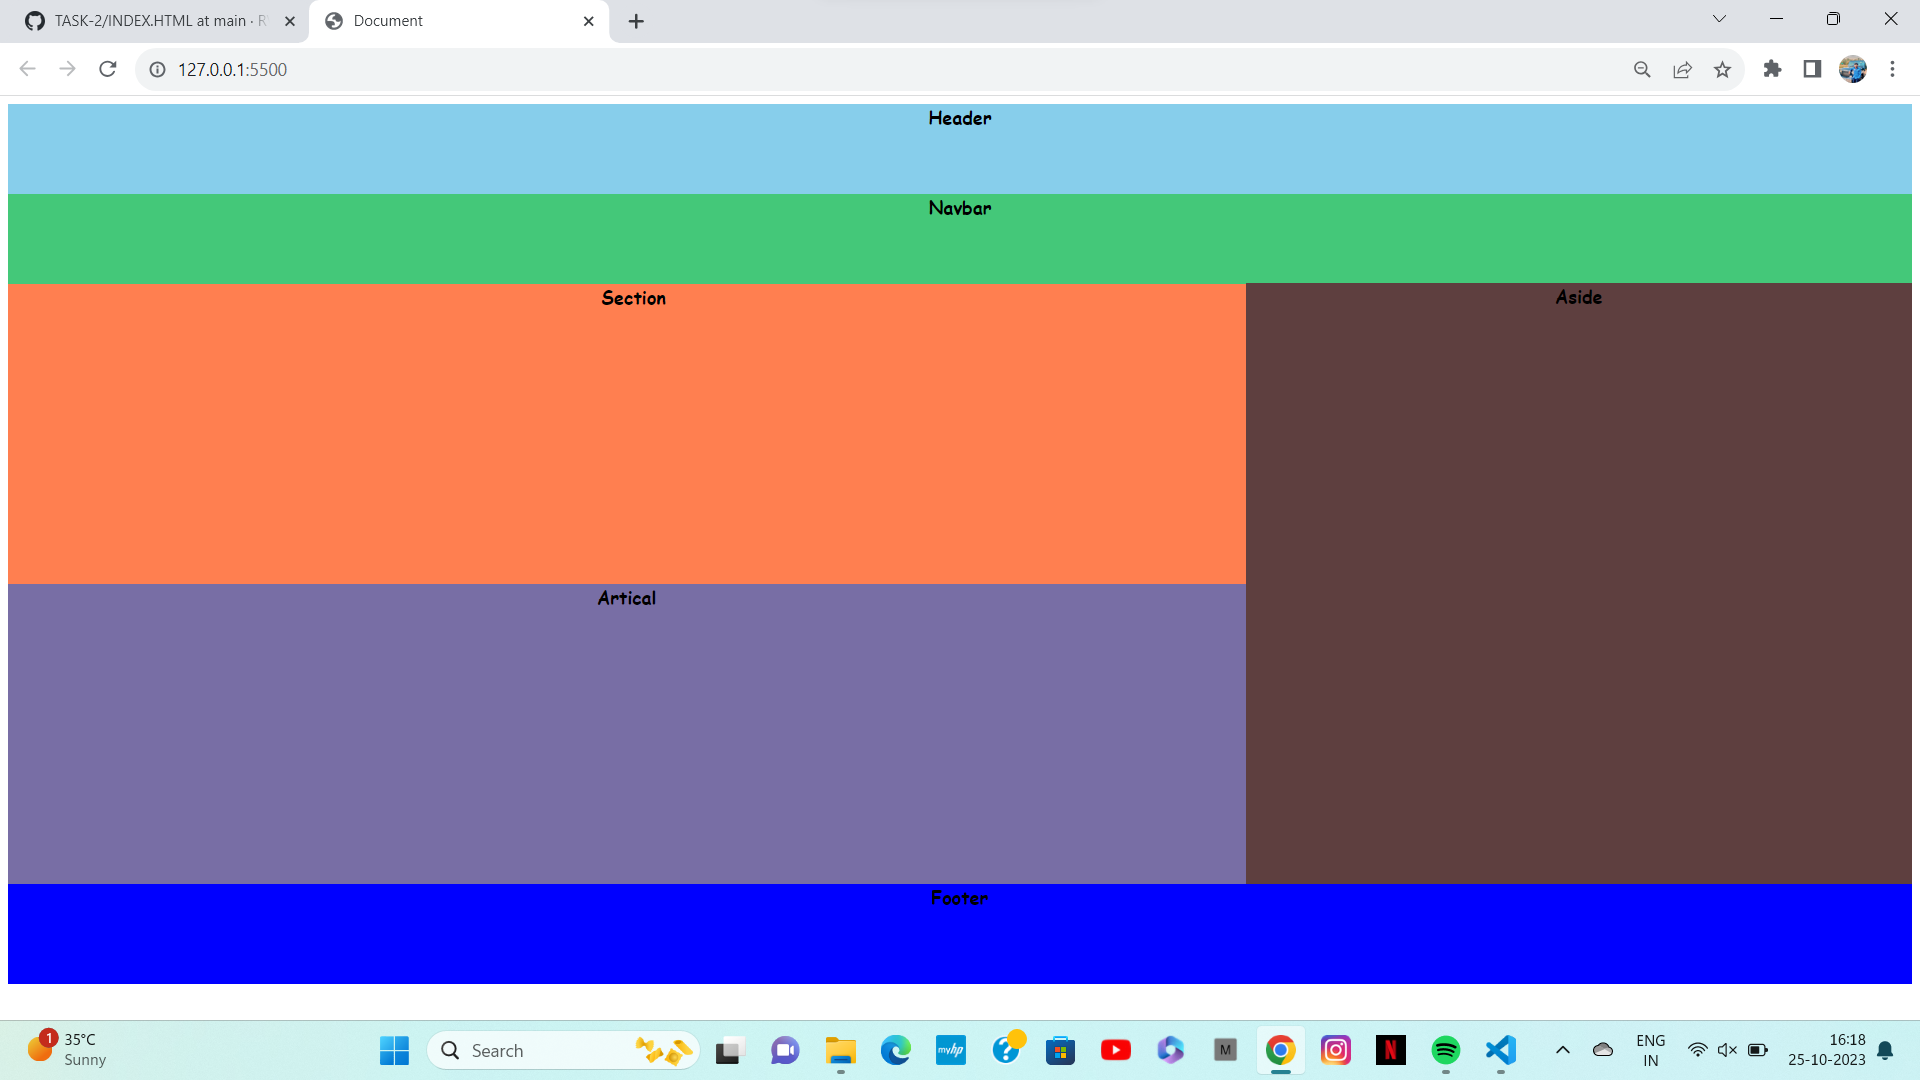 TASK-2/INDEX.HTML at main · R
Document
127.0.0.1:5500
Header
Navbar
Section
Aside
Artical
Footer
1
35°C
Sunny
Search
myhp
M
N
ENG
IN
16:18
25-10-2023